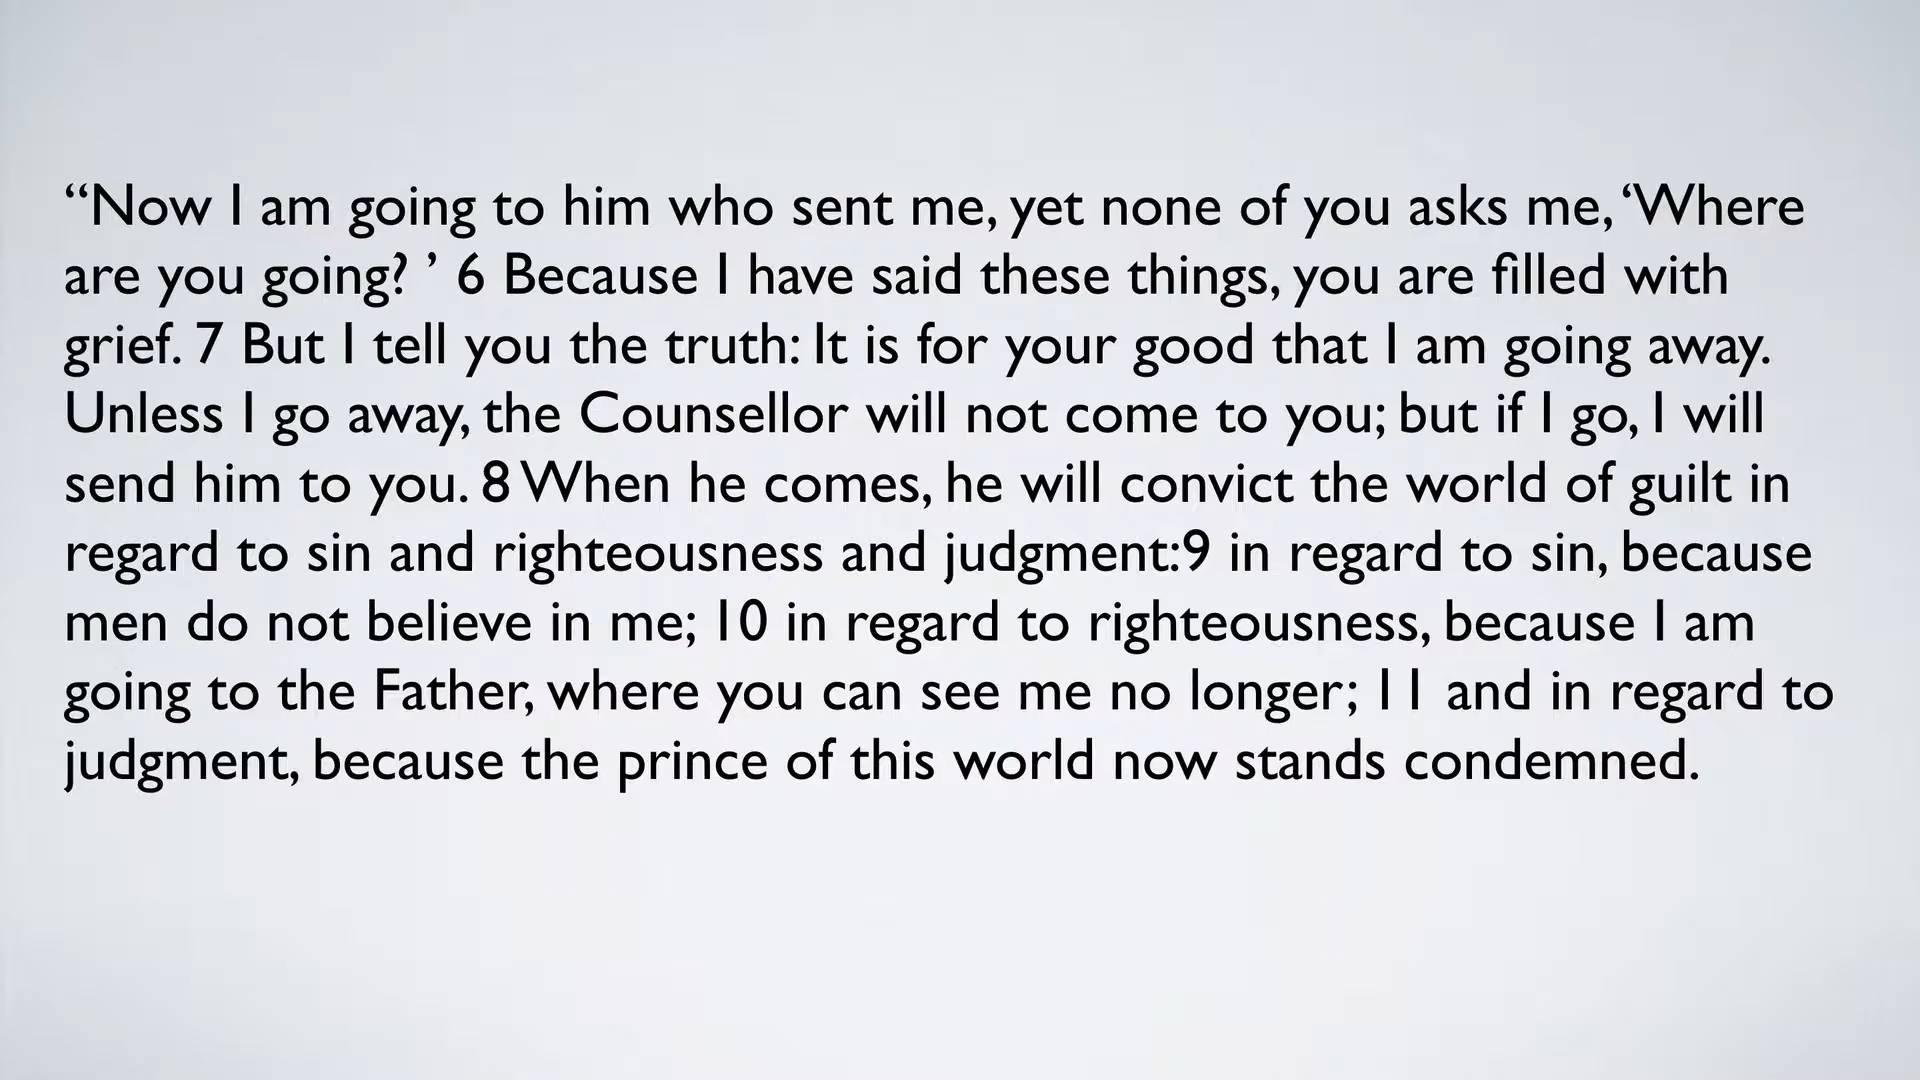 “Now I am going to him who sent me, yet none of you asks me, ‘Where
are you going? ’ 6 Because I have said these things, you are filled with
grief. 7 But I tell you the truth: It is for your good that I am going away.
Unless I go away, the Counsellor will not come to you; but if I go, I will
send him to you. 8 When he comes, he will convict the world of guilt in
regard to sin and righteousness and judgment:9 in regard to sin, because
men do not believe in me; 10 in regard to righteousness, because I am
going to the Father, where you can see me no longer; 11 and in regard to
judgment, because the prince of this world now stands condemned.